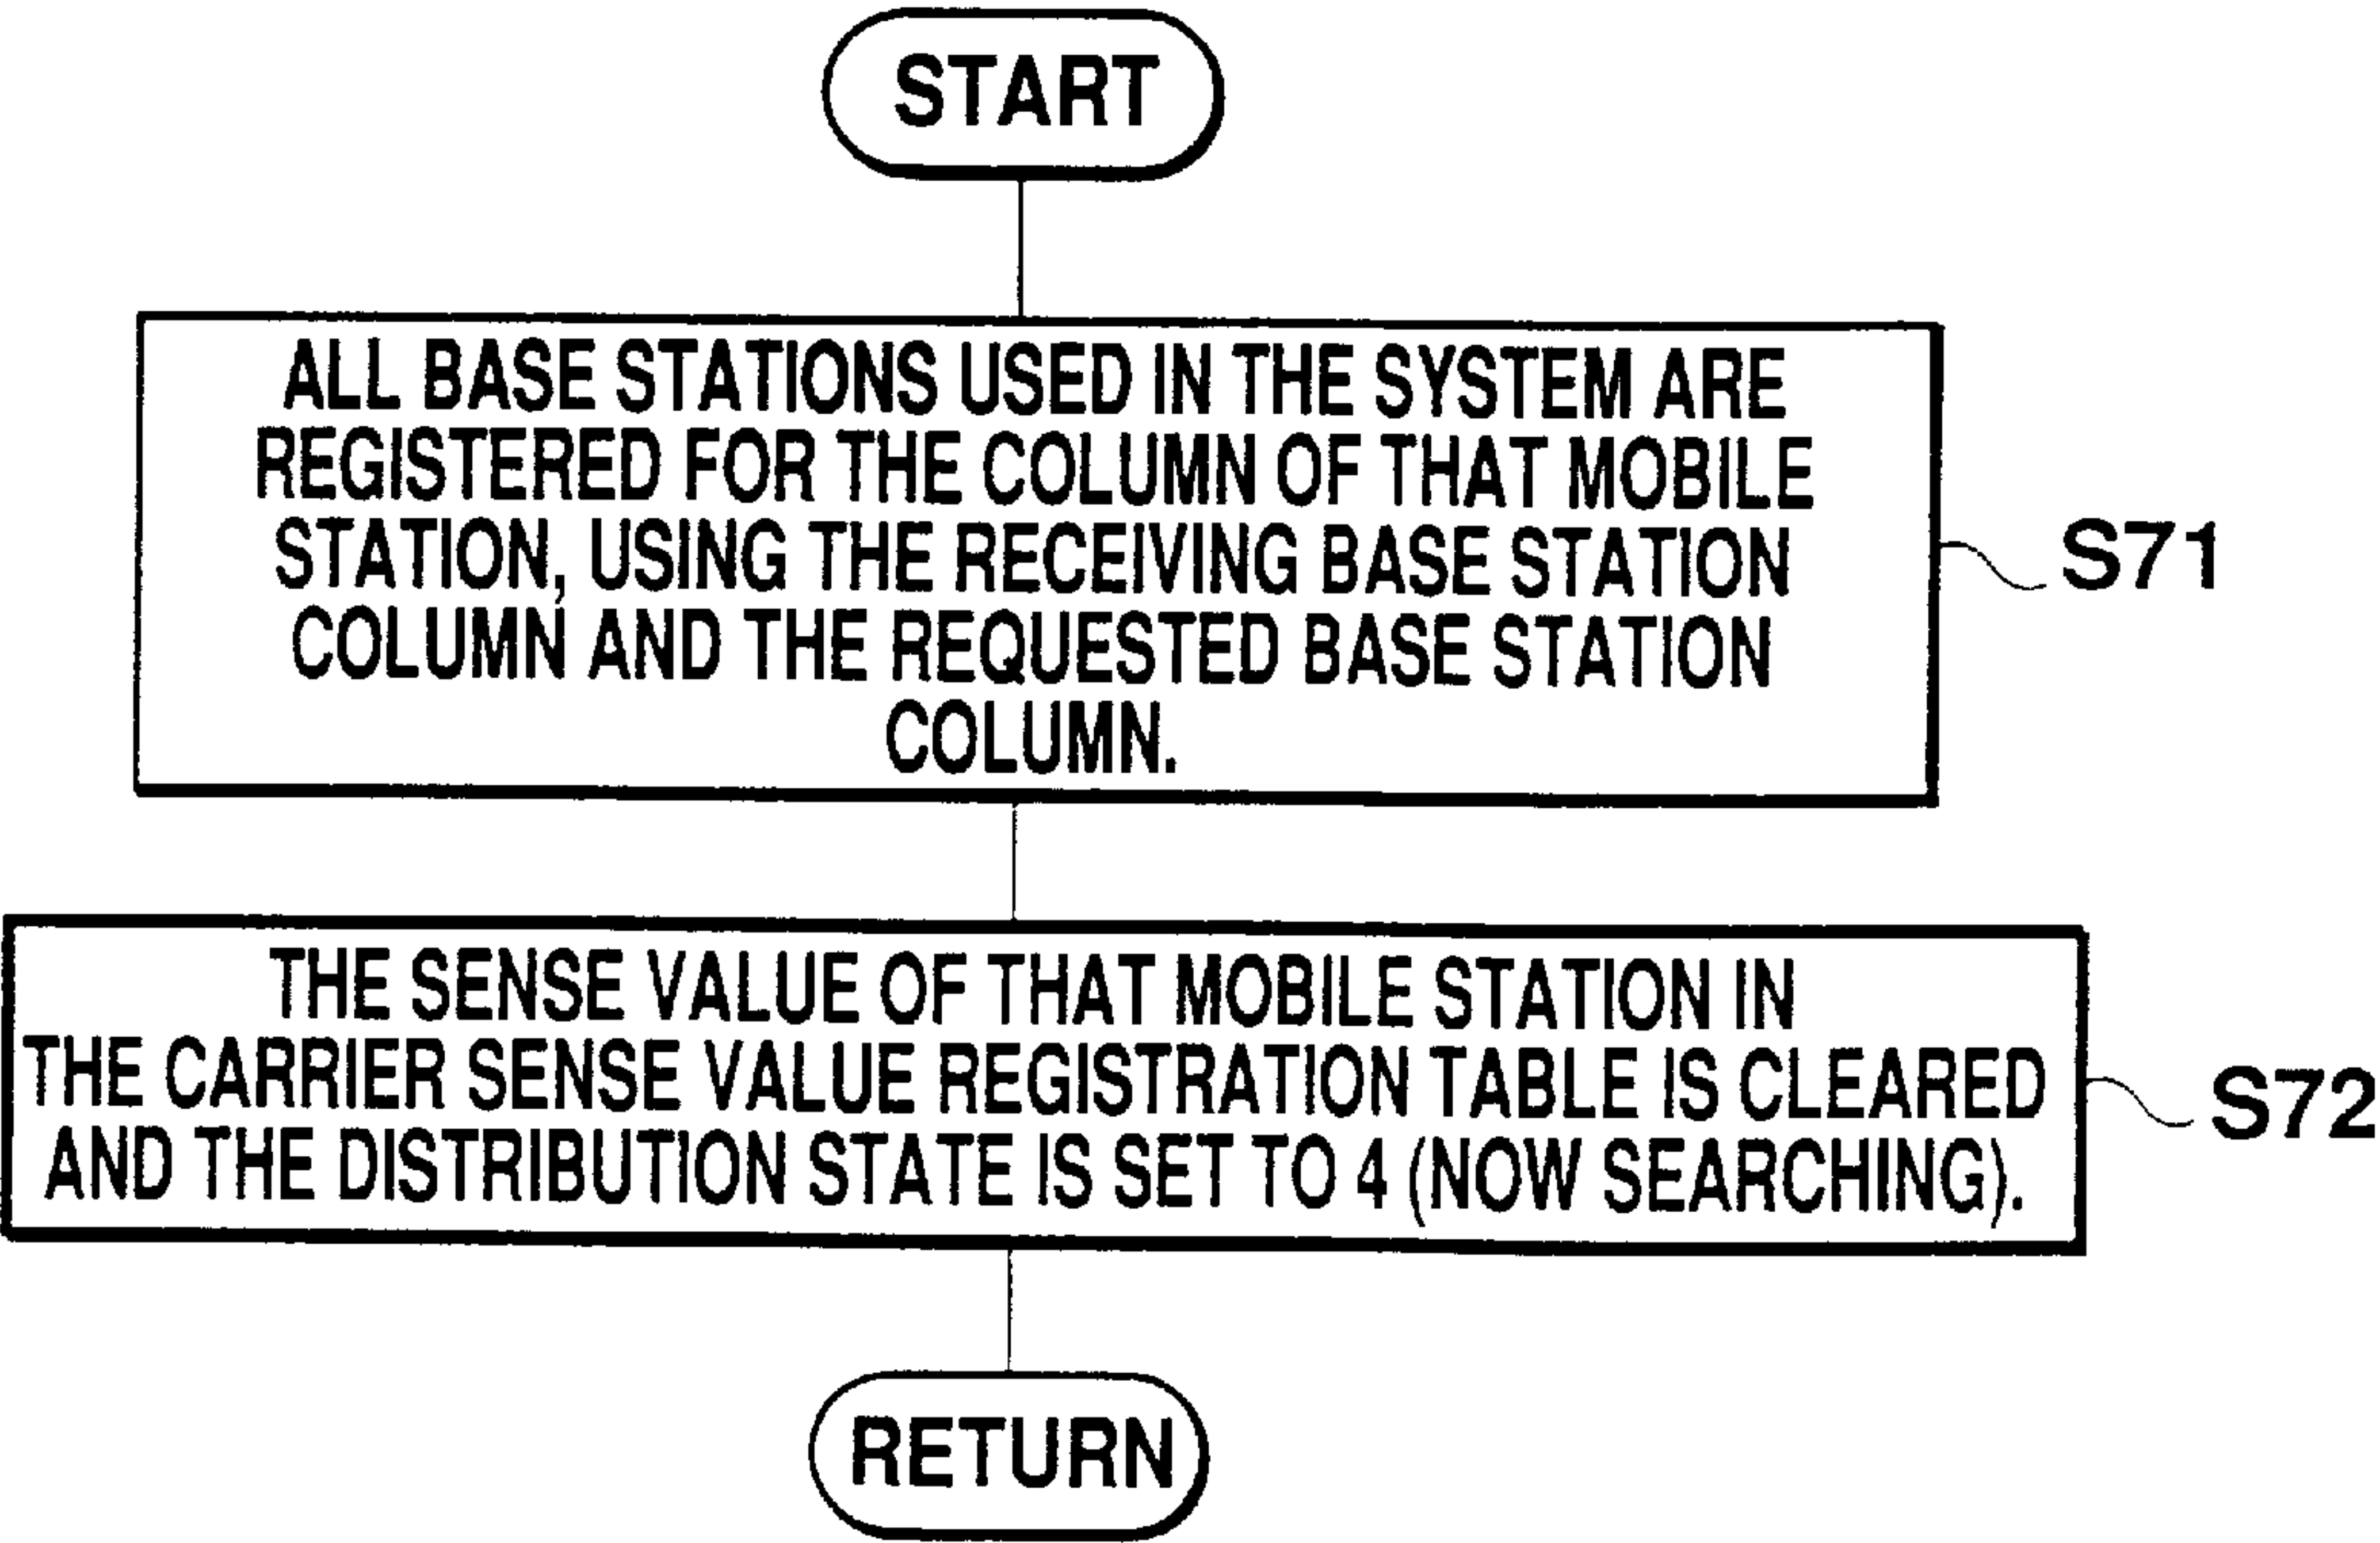 START
ALL BASE STATIONS USED IN THE SYSTEM ARE
REGISTERED FOR THE COLUMN OF THAT MOBILE
STATION, USING THE RECEIVING BASE STATION
COLUMN AND THE REQUESTED BASE STATION
COLUMN.
S71
THE SENSE VALUE OF THAT MOBILE STATION IN
THE CARRIER SENSE VALUE REGISTRATION TABLE IS CLEARED
AND THE DISTRIBUTION STATE IS SET TO 4 (NOW SEARCHING).
S72
RETURN